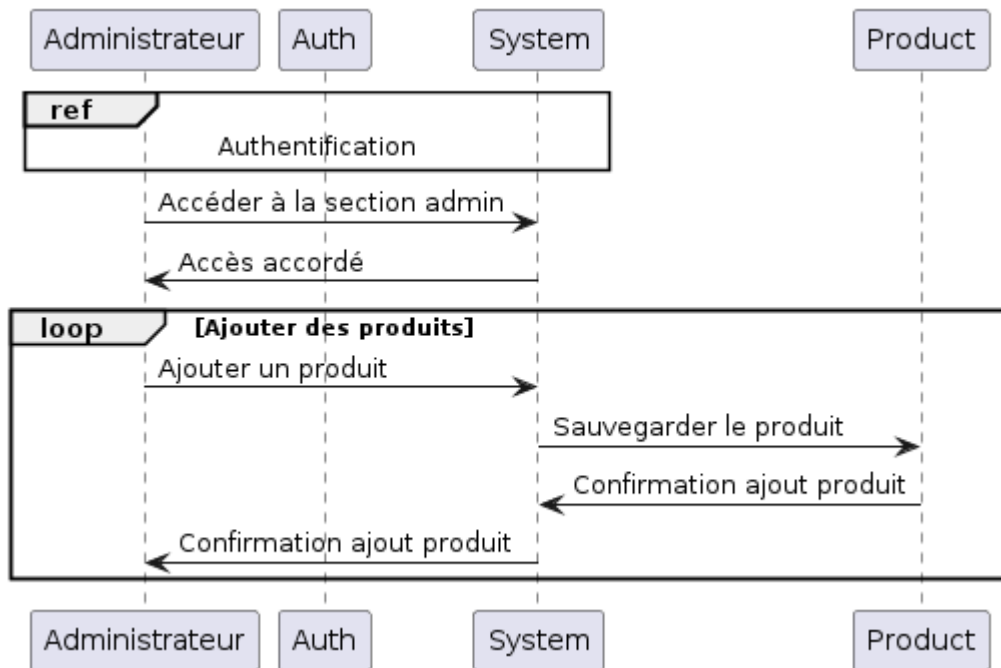 Administrateur Auth System Product
ref
Authentification
Accéder à la section admin
Accès accordé
loop [Ajouter des produits]
Ajouter un produit
Sauvegarder le produit
Confirmation ajout produit
Confirmation ajout produit
Administrateur Auth System Product